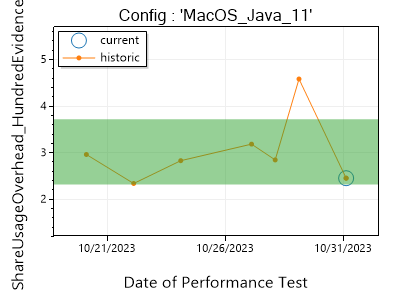 Config : 'MacOS_Java_11'
current
historic
5
4
3
2
ShareUsageOverhead_HundredEvidence
10/21/2023
10/26/2023
10/31/2023
Date of Performance Test